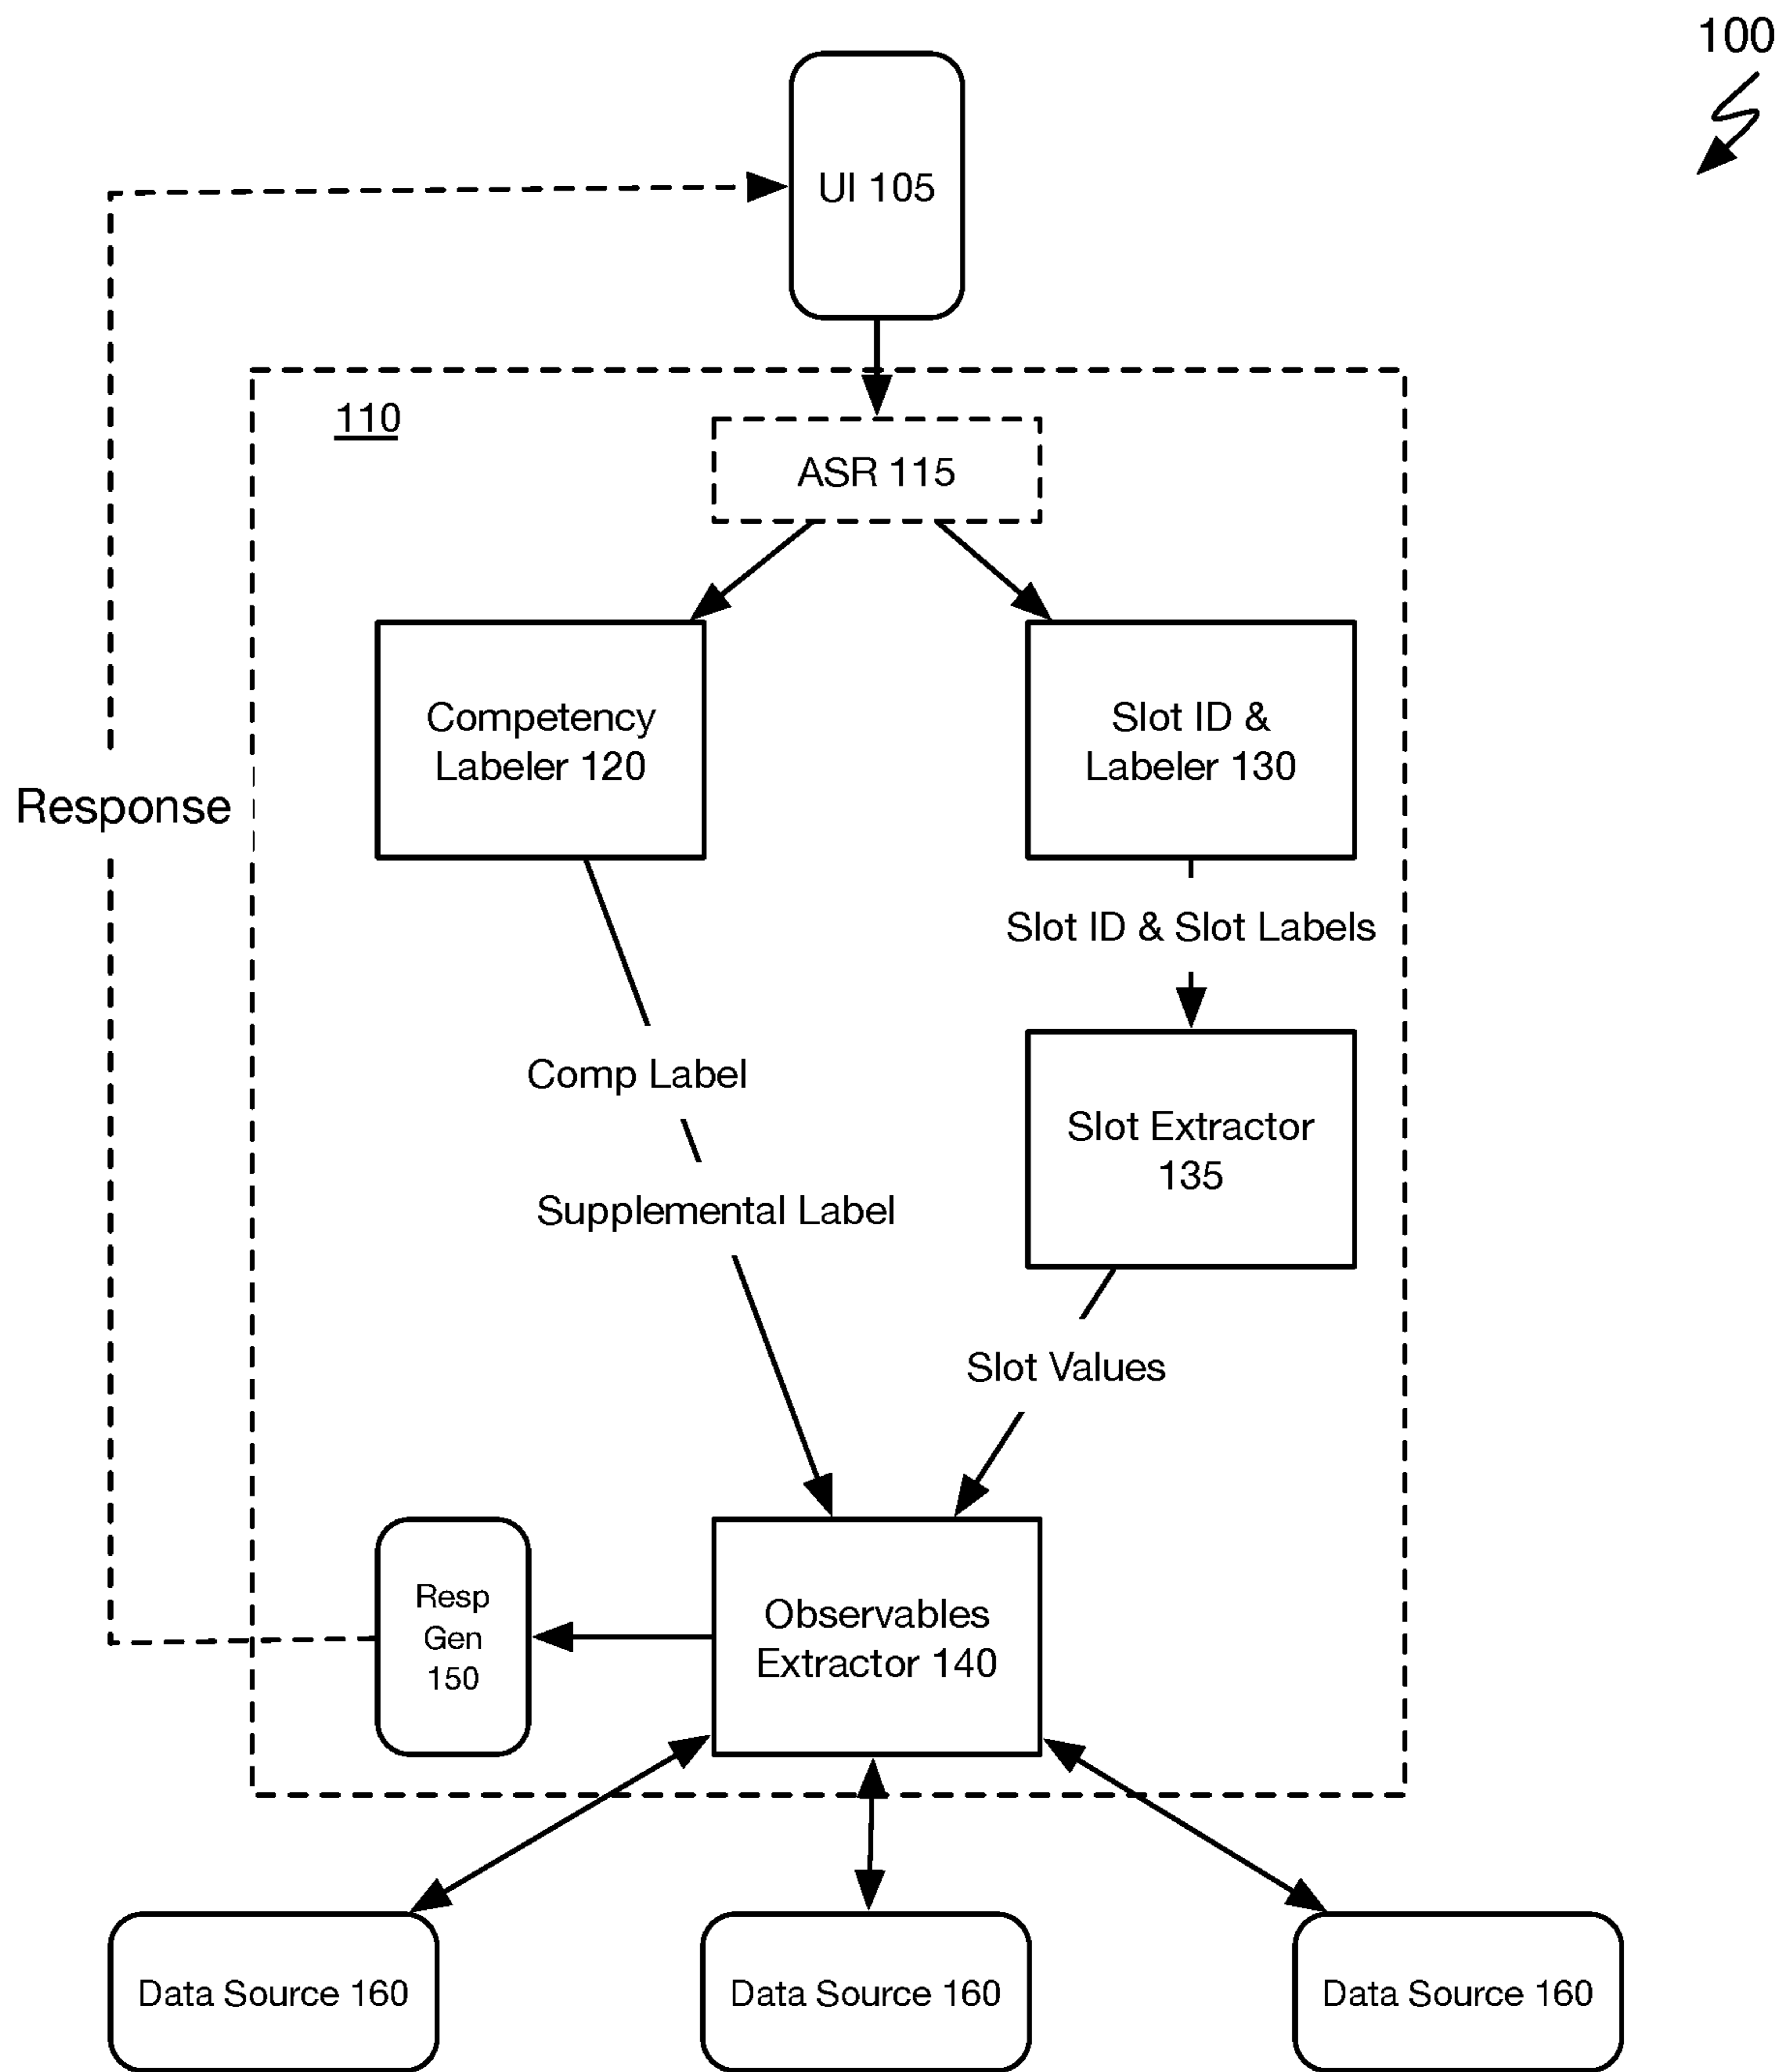 100
UI 105
110
ASR 115
Competency
Labeler 120
Slot ID &
Labeler 130
Response
Slot ID & Slot Labels
Comp Label
Slot Extractor
135
Supplemental Label
Slot Values
Resp
Gen
150
Observables
Extractor 140
Data Source 160
Data Source 160
Data Source 160